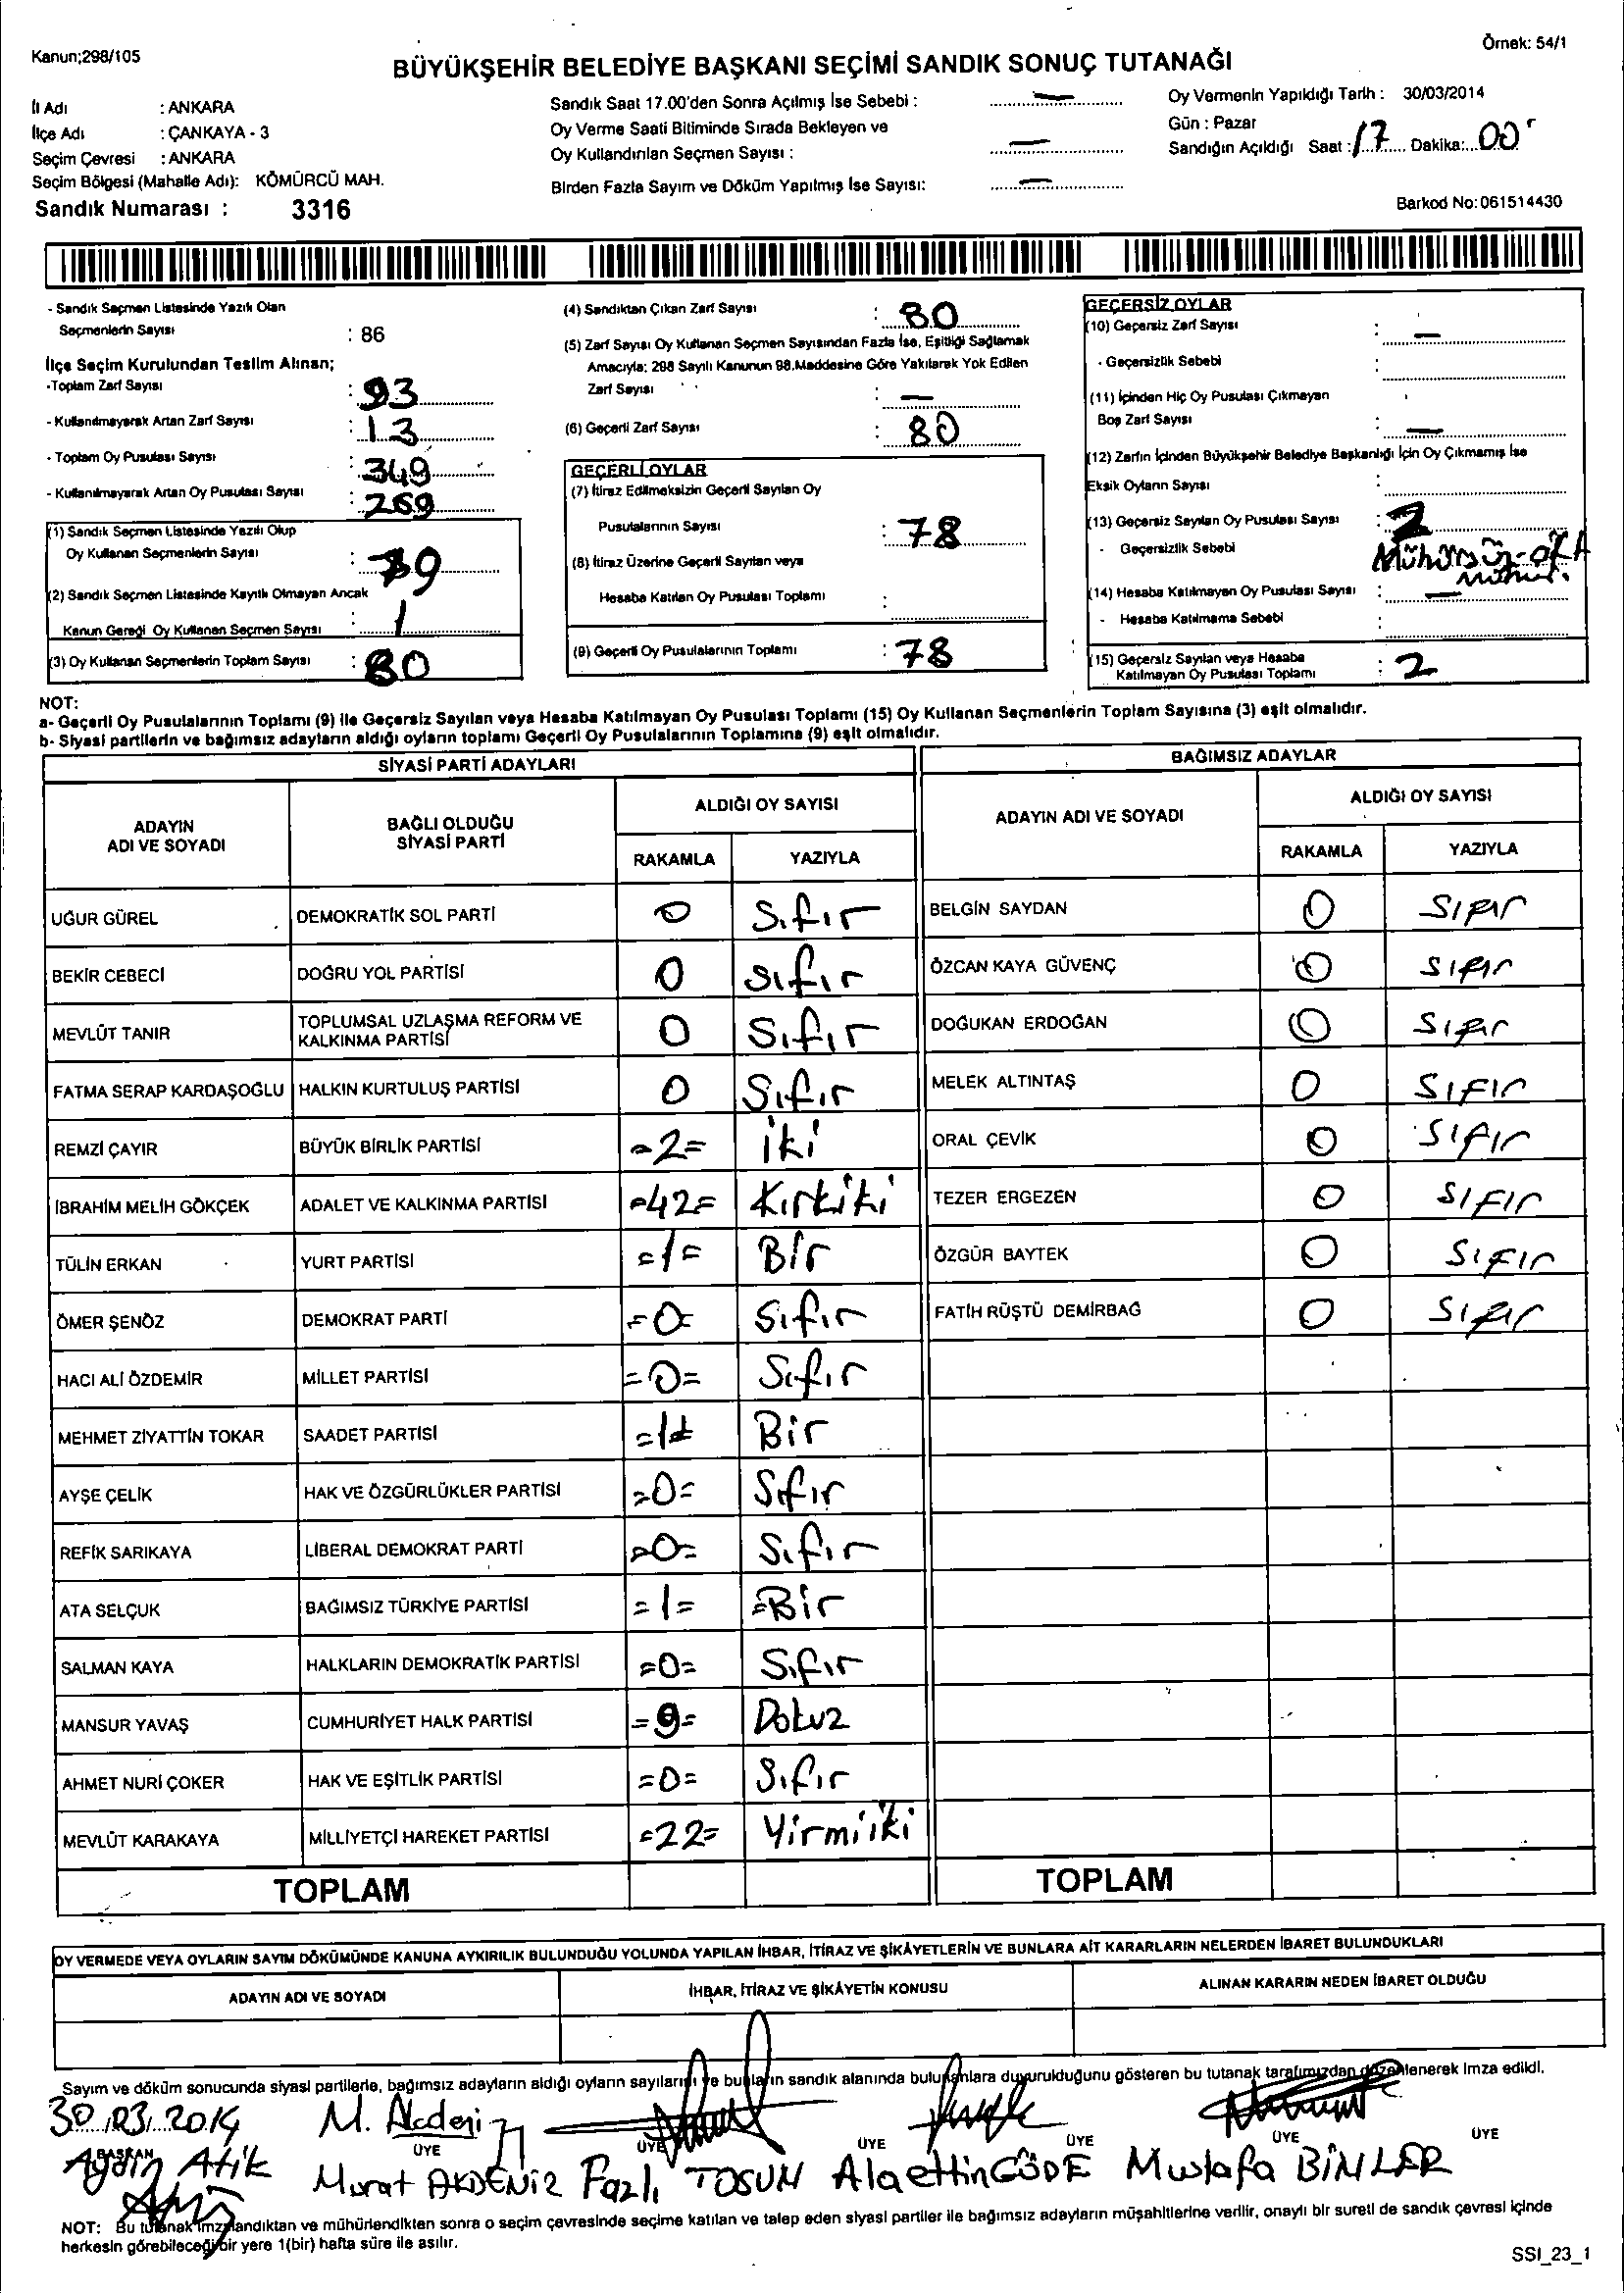 Kanun;298/105
Örnek: 54/1
BÜYÜKŞEHİR BELEDİYE BAŞKANI SEÇİMİ SANDIK SONUÇ TUTANAĞI
İl Adı : ANKARA
İlçe Adı : ÇANKAYA - 3
Seçim Çevresi : ANKARA
Seçim Bölgesi (Mahalle Adı): KÖMÜRCÜ MAH.
Sandık Numarası : 3316
Sandık Saat 17.00'den Sonra Açılmış İse Sebebi : —
Oy Verme Saati Bitiminde Sırada Bekleyen ve
Oy Kullandırılan Seçmen Sayısı : —
Birden Fazla Sayım ve Döküm Yapılmış İse Sayısı: —
Oy Vermenin Yapıldığı Tarih : 30/03/2014
Gün : Pazar
Sandığın Açıldığı Saat : 17 Dakika: 00
Barkod No:061514430
- Sandık Seçmen Listesinde Yazılı Olan
Seçmenlerin Sayısı : 86
İlçe Seçim Kurulundan Teslim Alınan;
-Toplam Zarf Sayısı : 93
- Kullanılmayarak Artan Zarf Sayısı : 13
- Toplam Oy Pusulası Sayısı : 349
- Kullanılmayarak Artan Oy Pusulası Sayısı : 269
(1) Sandık Seçmen Listesinde Yazılı Olup
Oy Kullanan Seçmenlerin Sayısı : 79
(2) Sandık Seçmen Listesinde Kayıtlı Olmayan Ancak
Kanun Gereği Oy Kullanan Seçmen Sayısı : 1
(3) Oy Kullanan Seçmenlerin Toplam Sayısı : 80
(4) Sandıktan Çıkan Zarf Sayısı : 80
(5) Zarf Sayısı Oy Kullanan Seçmen Sayısından Fazla İse, Eşitliği Sağlamak
Amacıyla; 298 Sayılı Kanunun 98.Maddesine Göre Yakılarak Yok Edilen
Zarf Sayısı : —
(6) Geçerli Zarf Sayısı : 80
GEÇERLİ OYLAR
(7) İtiraz Edilmeksizin Geçerli Sayılan Oy
Pusulalarının Sayısı : 78
(8) İtiraz Üzerine Geçerli Sayılan veya
Hesaba Katılan Oy Pusulası Toplamı :
(9) Geçerli Oy Pusulalarının Toplamı : 78
GEÇERSİZ OYLAR
(10) Geçersiz Zarf Sayısı : —
- Geçersizlik Sebebi :
(11) İçinden Hiç Oy Pusulası Çıkmayan
Boş Zarf Sayısı : —
(12) Zarfın İçinden Büyükşehir Belediye Başkanlığı İçin Oy Çıkmamış İse
Eksik Oyların Sayısı :
(13) Geçersiz Sayılan Oy Pusulası Sayısı : 2
- Geçersizlik Sebebi Mühürsüz-
mühür.
(14) Hesaba Katılmayan Oy Pusulası Sayısı : —
- Hesaba Katılmama Sebebi :
(15) Geçersiz Sayılan veya Hesaba
Katılmayan Oy Pusulası Toplamı : 2
NOT:
a- Geçerli Oy Pusulalarının Toplamı (9) ile Geçersiz Sayılan veya Hesaba Katılmayan Oy Pusulası Toplamı (15) Oy Kullanan Seçmenlerin Toplam Sayısına (3) eşit olmalıdır.
b- Siyasi partilerin ve bağımsız adayların aldığı oyların toplamı Geçerli Oy Pusulalarının Toplamına (9) eşit olmalıdır.
SİYASİ PARTİ ADAYLARI
ADAYIN
ADI VE SOYADI
BAĞLI OLDUĞU
SİYASİ PARTİ
ALDIĞI OY SAYISI
RAKAMLA YAZIYLA
UĞUR GÜREL DEMOKRATİK SOL PARTİ 0 Sıfır
BEKİR CEBECİ DOĞRU YOL PARTİSİ 0 sıfır
MEVLÜT TANIR TOPLUMSAL UZLAŞMA REFORM VE
KALKINMA PARTİSİ 0 Sıfır
FATMA SERAP KARDAŞOĞLU HALKIN KURTULUŞ PARTİSİ 0 Sıfır
REMZİ ÇAYIR BÜYÜK BİRLİK PARTİSİ =2= iki
İBRAHİM MELİH GÖKÇEK ADALET VE KALKINMA PARTİSİ =42= Kırkiki
TÜLİN ERKAN YURT PARTİSİ =1= Bir
ÖMER ŞENÖZ DEMOKRAT PARTİ =0= Sıfır
HACI ALİ ÖZDEMİR MİLLET PARTİSİ =0= Sıfır
MEHMET ZİYATTİN TOKAR SAADET PARTİSİ =1= Bir
AYŞE ÇELİK HAK VE ÖZGÜRLÜKLER PARTİSİ =0= Sıfır
REFİK SARIKAYA LİBERAL DEMOKRAT PARTİ =0= Sıfır
ATA SELÇUK BAĞIMSIZ TÜRKİYE PARTİSİ =1= =Bir
SALMAN KAYA HALKLARIN DEMOKRATİK PARTİSİ =0= Sıfır
MANSUR YAVAŞ CUMHURİYET HALK PARTİSİ =9= Dokuz
AHMET NURİ ÇOKER HAK VE EŞİTLİK PARTİSİ =0= Sıfır
MEVLÜT KARAKAYA MİLLİYETÇİ HAREKET PARTİSİ =22= Yirmiiki
TOPLAM
BAĞIMSIZ ADAYLAR
ADAYIN ADI VE SOYADI
ALDIĞI OY SAYISI
RAKAMLA YAZIYLA
BELGİN SAYDAN 0 SIFIR
ÖZCAN KAYA GÜVENÇ 0 SIFIR
DOĞUKAN ERDOĞAN 0 SIFIR
MELEK ALTINTAŞ 0 SIFIR
ORAL ÇEVİK 0 SIFIR
TEZER ERGEZEN 0 SIFIR
ÖZGÜR BAYTEK 0 SIFIR
FATİH RÜŞTÜ DEMİRBAĞ 0 SIFIR
TOPLAM
OY VERMEDE VEYA OYLARIN SAYIM DÖKÜMÜNDE KANUNA AYKIRILIK BULUNDUĞU YOLUNDA YAPILAN İHBAR, İTİRAZ VE ŞİKÂYETLERİN VE BUNLARA AİT KARARLARIN NELERDEN İBARET BULUNDUKLARI
ADAYIN ADI VE SOYADI İHBAR, İTİRAZ VE ŞİKÂYETİN KONUSU ALINAN KARARIN NEDEN İBARET OLDUĞU
Sayım ve döküm sonucunda siyasi partilerle, bağımsız adayların aldığı oyların sayılarını ve bunların sandık alanında bulunanlara duyurulduğunu gösteren bu tutanak tarafımızdan düzenlenerek imza edildi.
30.03.2014 M. Akdeniz
BAŞKAN ÜYE ÜYE ÜYE ÜYE ÜYE ÜYE
Aydın Atik Murat AKDENİZ Fazlı TOSUN Alaettin GÖDE Mustafa BİNLER
NOT: Bu tutanak imzalandıktan ve mühürlendikten sonra o seçim çevresinde seçime katılan ve talep eden siyasi partiler ile bağımsız adayların müşahitlerine verilir, onaylı bir sureti de sandık çevresi içinde
herkesin görebileceği bir yere 1(bir) hafta süre ile asılır.
SSI_23_1